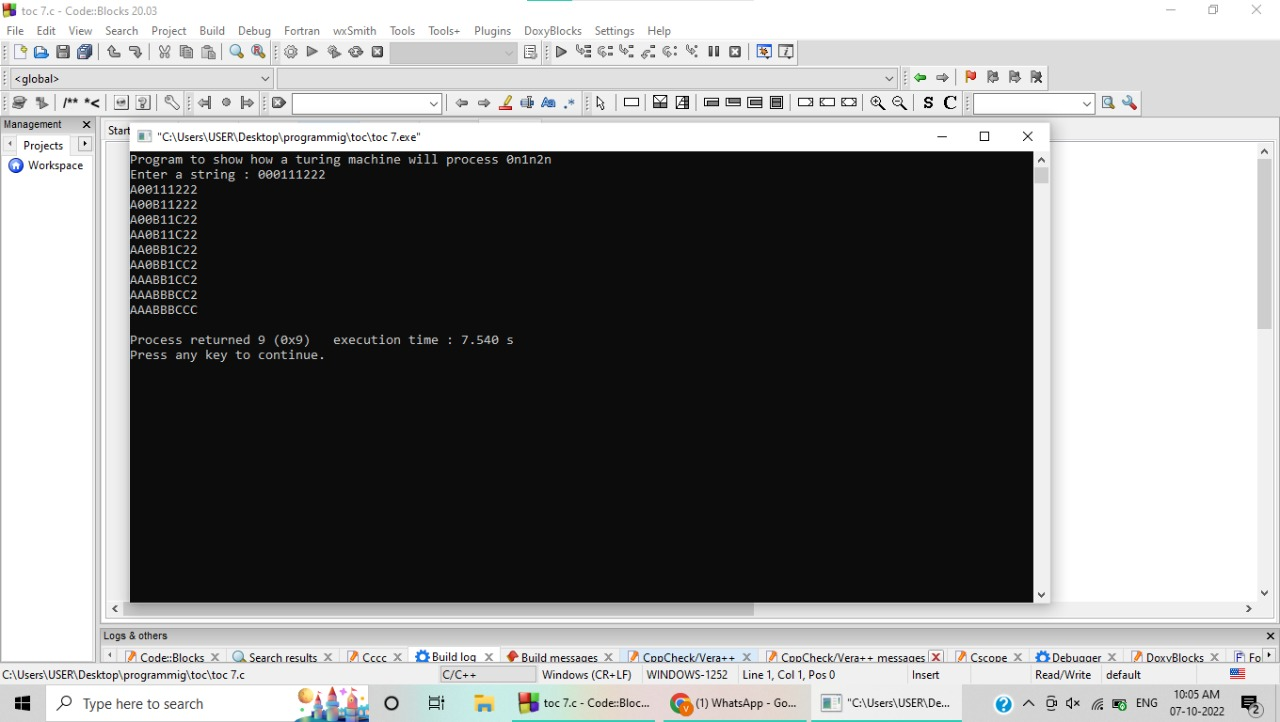 toc 7.c - Code::Blocks 20.03
File Edit View Search Project Build Debug Fortran wxSmith Tools Tools+ Plugins DoxyBlocks Settings Help
<global>
/** *<
S C
Management
Projects
Workspace
Start
"C:\Users\USER\Desktop\programmig\toc\toc 7.exe"
Program to show how a turing machine will process 0n1n2n
Enter a string : 000111222
A00111222
A00B11222
A00B11C22
AA0B11C22
AA0BB1C22
AA0BB1CC2
AAABB1CC2
AAABBBCC2
AAABBBCCC
Process returned 9 (0x9)   execution time : 7.540 s
Press any key to continue.
Logs & others
Code::Blocks Search results Cccc Build log Build messages CppCheck/Vera++ CppCheck/Vera++ messages Cscope Debugger DoxyBlocks Fo
C:\Users\USER\Desktop\programmig\toc\toc 7.c C/C++ Windows (CR+LF) WINDOWS-1252 Line 1, Col 1, Pos 0 Insert Read/Write default
Type here to search toc 7.c - Code::Bloc... (1) WhatsApp - Go... "C:\Users\USER\De... ENG 10:05 AM
07-10-2022 2